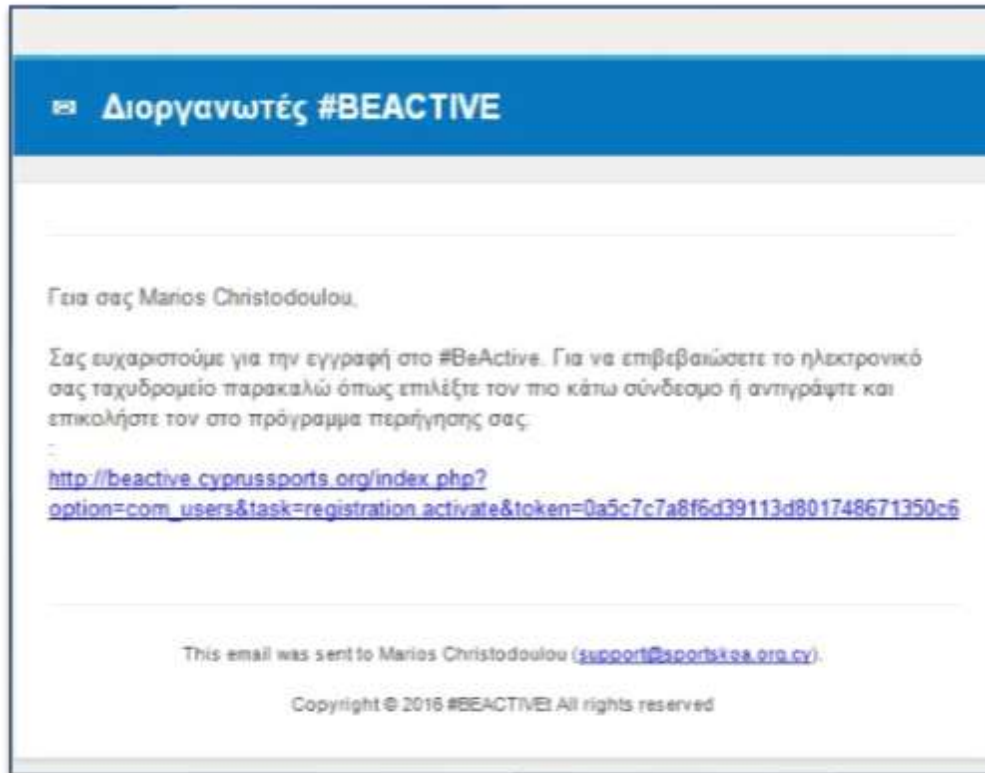 Διοργανωτές #BEACTIVE
Γεια σας Marios Christodoulou,
Σας ευχαριστούμε για την εγγραφή στο #BeActive. Για να επιβεβαιώσετε το ηλεκτρονικό
σας ταχυδρομείο παρακαλώ όπως επιλέξτε τον πιο κάτω σύνδεσμο ή αντιγράψτε και
επικολήστε τον στο πρόγραμμα περιήγησης σας:
:
http://beactive.cyprussports.org/index.php?
option=com_users&task=registration.activate&token=0a5c7c7a8f6d39113d801748671350c6
This email was sent to Marios Christodoulou (support@sportskoa.org.cy).
Copyright © 2016 #BEACTIVEt All rights reserved